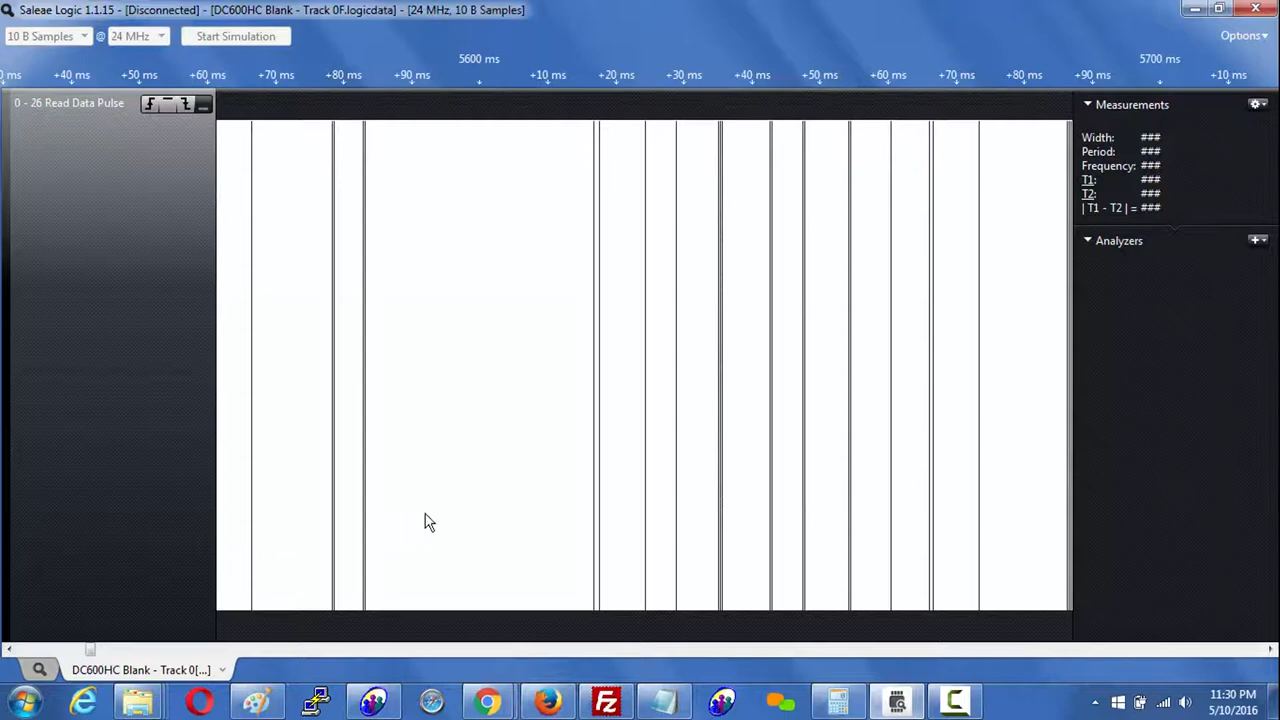 Saleae Logic 1.1.15 - [Disconnected] - [DC600HC Blank - Track 0F.logicdata] - [24 MHz, 10 B Samples]
10 B Samples @ 24 MHz Start Simulation Options
5600 ms 5700 ms
0 ms +40 ms +50 ms +60 ms +70 ms +80 ms +90 ms +10 ms +20 ms +30 ms +40 ms +50 ms +60 ms +70 ms +80 ms +90 ms +10 ms
0 - 26 Read Data Pulse
Measurements
Width: ###
Period: ###
Frequency: ###
T1: ###
T2: ###
| T1 - T2 | = ###
Analyzers
DC600HC Blank - Track 0[...]
11:30 PM
5/10/2016